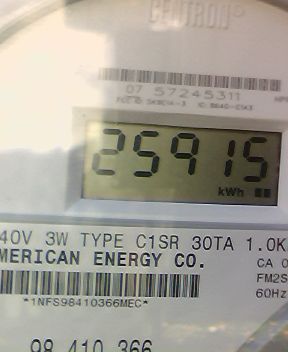 CENTRON
07 57245311
25915
kWh
40V 3W TYPE C1SR 30TA 1.0K
MERICAN ENERGY CO.
CA 0
FM2S
60Hz
*1NFS98410366MEC*
98 410 366